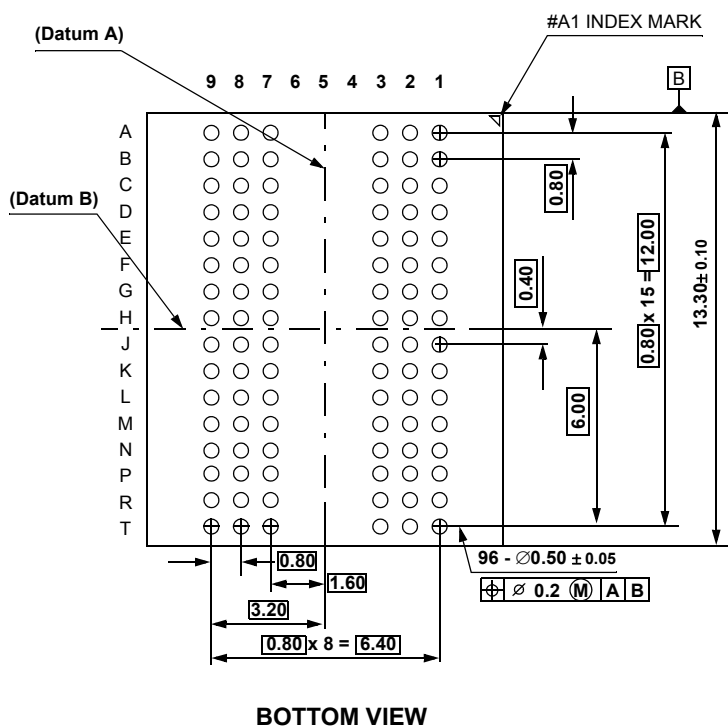 #A1 INDEX MARK
(Datum A)
9 8 7 6 5 4 3 2 1
B
A
B
C
D
E
F
G
H
J
K
L
M
N
P
R
T
(Datum B)
0.80
0.40
0.80 x 15 = 12.00
13.30± 0.10
6.00
96 - ∅0.50 ± 0.05
⌖ ∅ 0.2 Ⓜ A B
0.80
1.60
3.20
0.80 x 8 = 6.40
BOTTOM VIEW